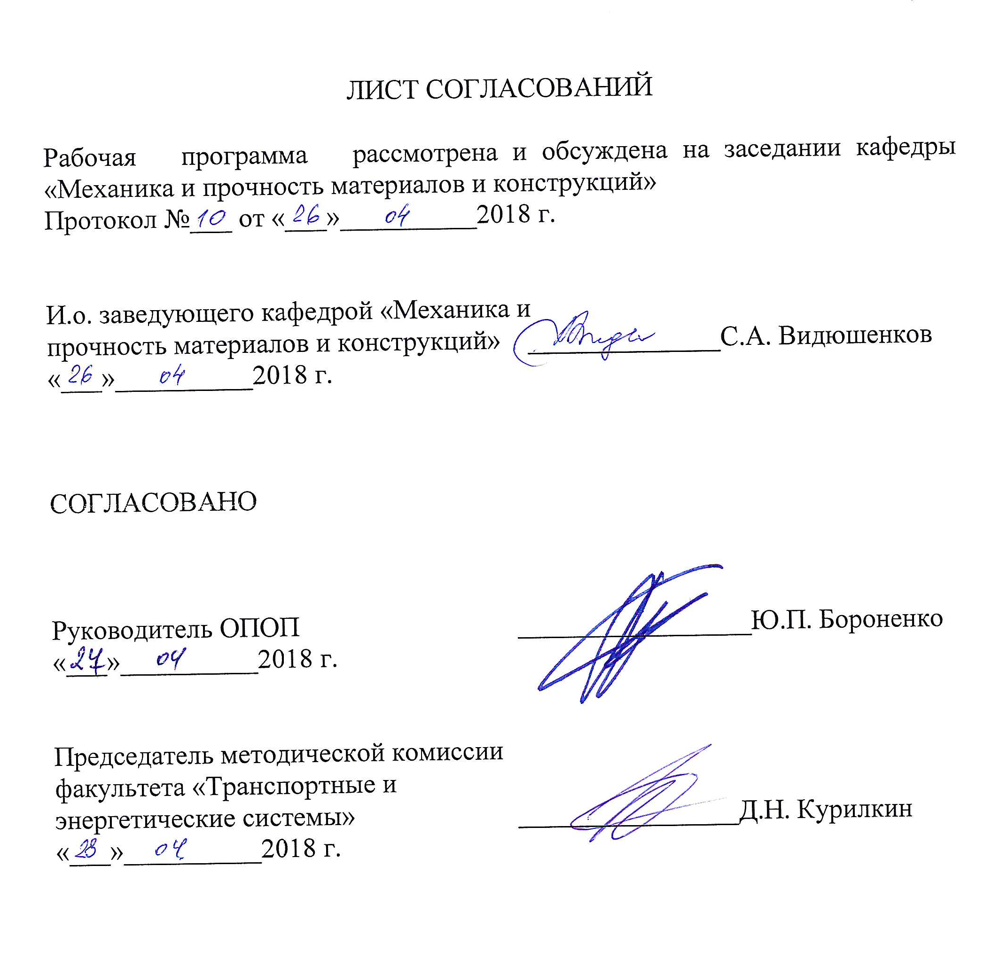 ЛИСТ СОГЛАСОВАНИЙ
Рабочая программа рассмотрена и обсуждена на заседании кафедры
«Механика и прочность материалов и конструкций»
Протокол № 10 от «26» 04 2018 г.
И.о. заведующего кафедрой «Механика и
прочность материалов и конструкций» С.А. Видюшенков
«26» 04 2018 г.
СОГЛАСОВАНО
Руководитель ОПОП Ю.П. Бороненко
«27» 04 2018 г.
Председатель методической комиссии
факультета «Транспортные и
энергетические системы» Д.Н. Курилкин
«28» 04 2018 г.